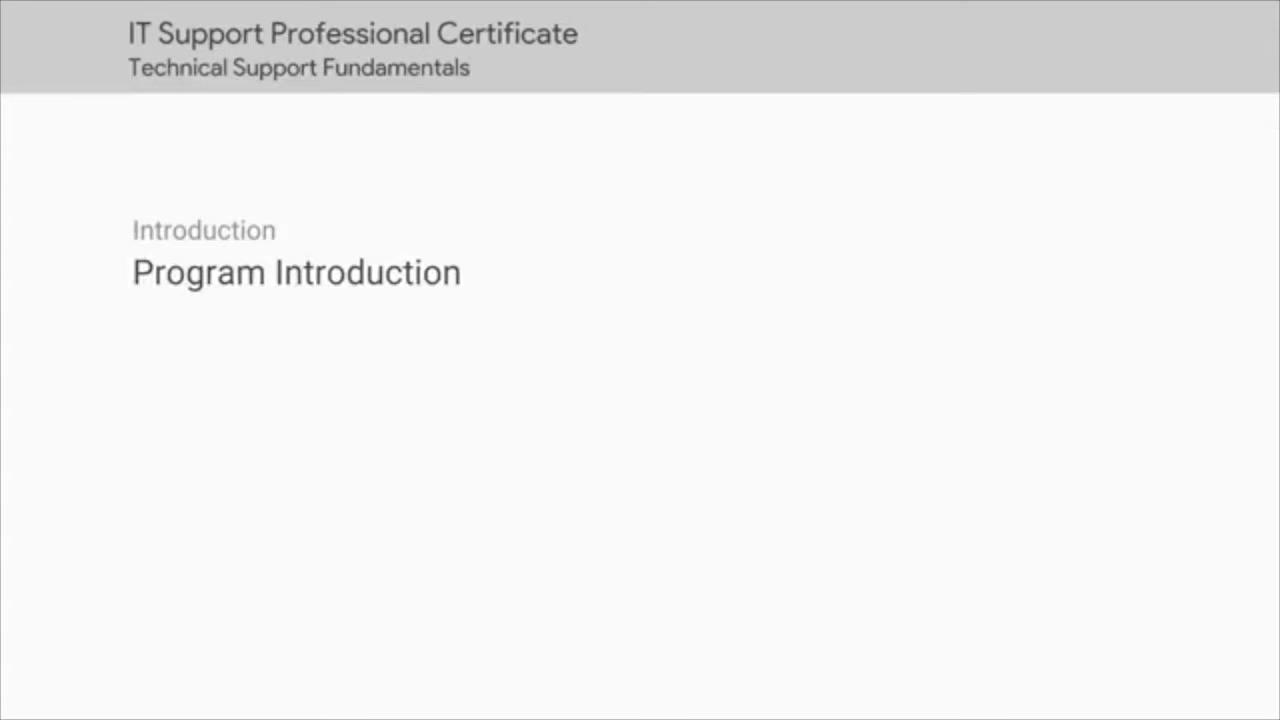 IT Support Professional Certificate
Technical Support Fundamentals
Introduction
Program Introduction